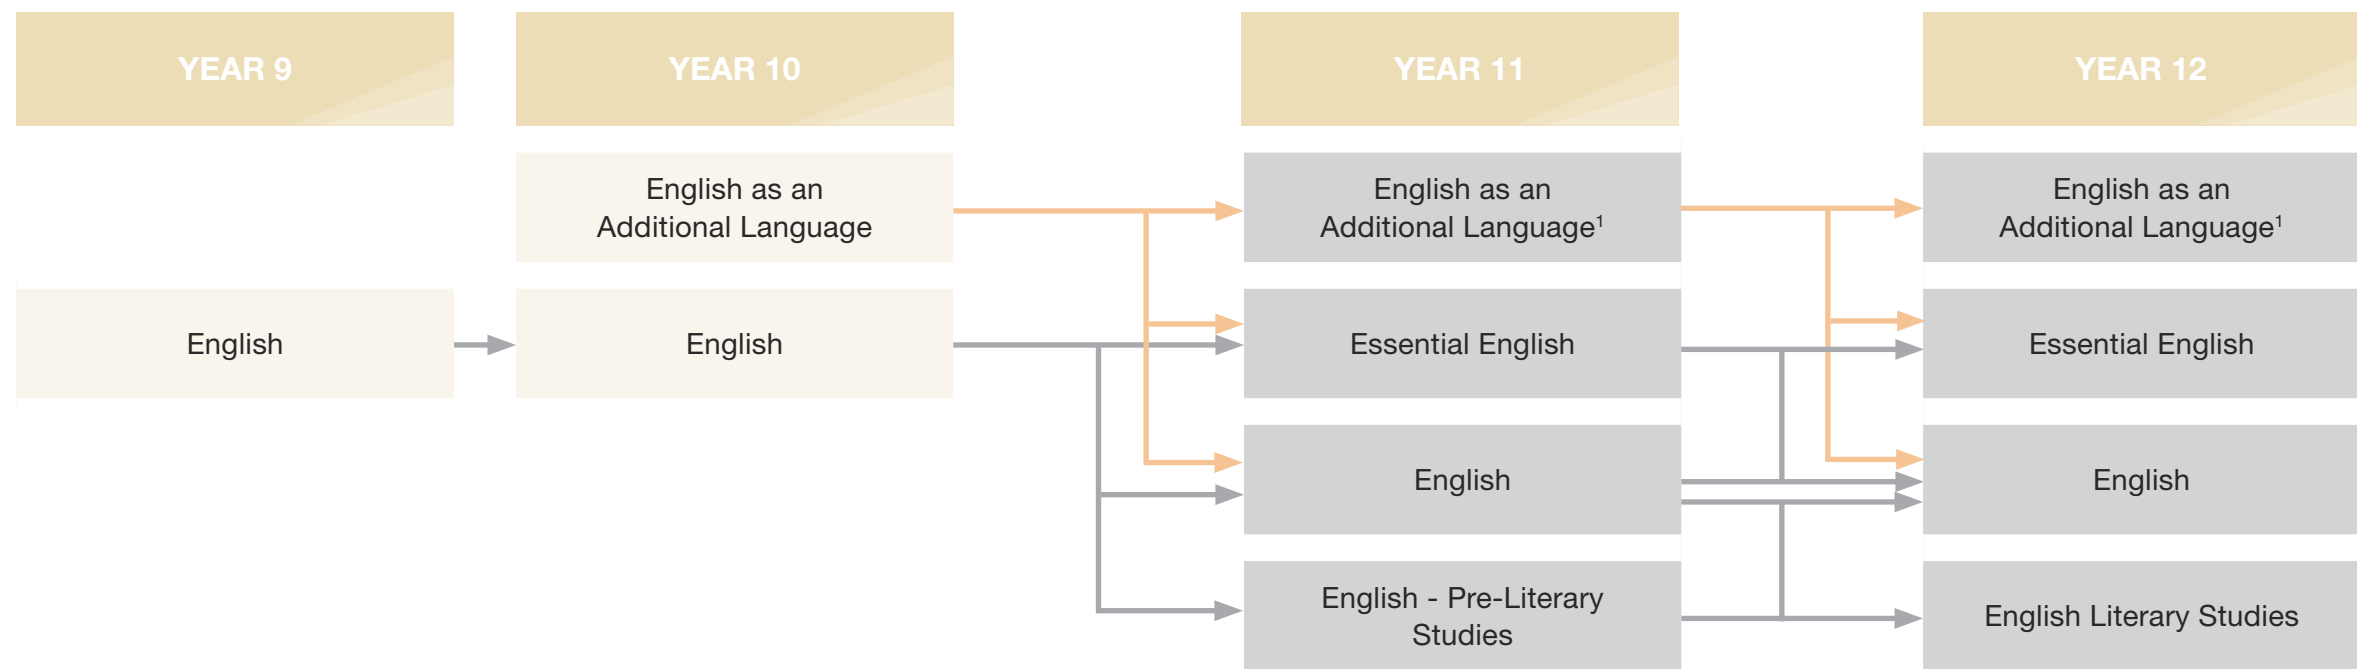 YEAR 9
YEAR 10
YEAR 11
YEAR 12
English as an
Additional Language
English as an
Additional Language¹
English as an
Additional Language¹
English
English
Essential English
Essential English
English
English
English - Pre-Literary
Studies
English Literary Studies